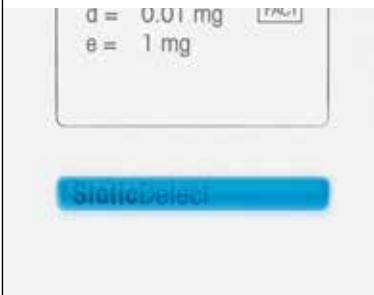 d = 0.01 mg FACT
e = 1 mg
StaticDetect